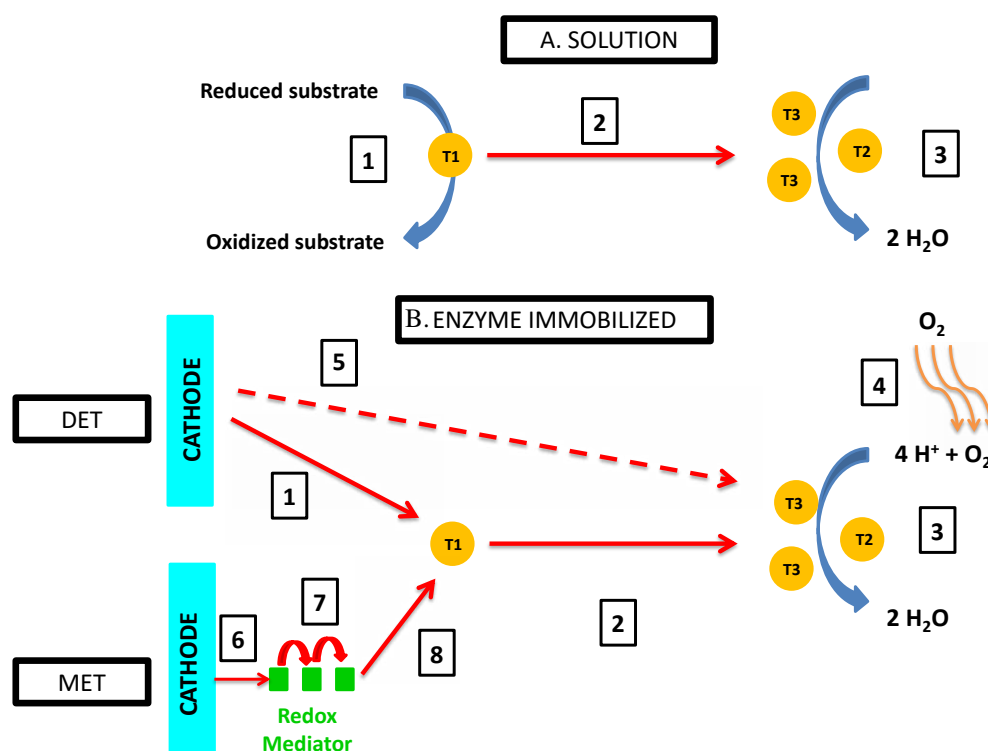 A. SOLUTION
Reduced substrate
1
T1
2
T3
T3
T2
3
Oxidized substrate
2 H₂O
B. ENZYME IMMOBILIZED
O₂
4
DET
CATHODE
5
1
4 H⁺ + O₂
T1
T3
T3
T2
3
2
2 H₂O
MET
CATHODE
6
7
8
Redox
Mediator